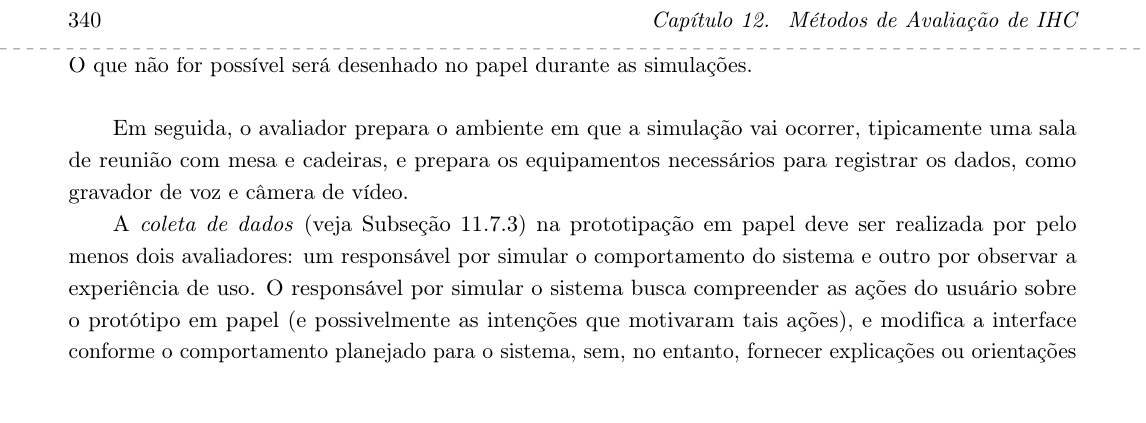 340 Capítulo 12. Métodos de Avaliação de IHC
O que não for possível será desenhado no papel durante as simulações.
Em seguida, o avaliador prepara o ambiente em que a simulação vai ocorrer, tipicamente uma sala
de reunião com mesa e cadeiras, e prepara os equipamentos necessários para registrar os dados, como
gravador de voz e câmera de vídeo.
A coleta de dados (veja Subseção 11.7.3) na prototipação em papel deve ser realizada por pelo
menos dois avaliadores: um responsável por simular o comportamento do sistema e outro por observar a
experiência de uso. O responsável por simular o sistema busca compreender as ações do usuário sobre
o protótipo em papel (e possivelmente as intenções que motivaram tais ações), e modifica a interface
conforme o comportamento planejado para o sistema, sem, no entanto, fornecer explicações ou orientações